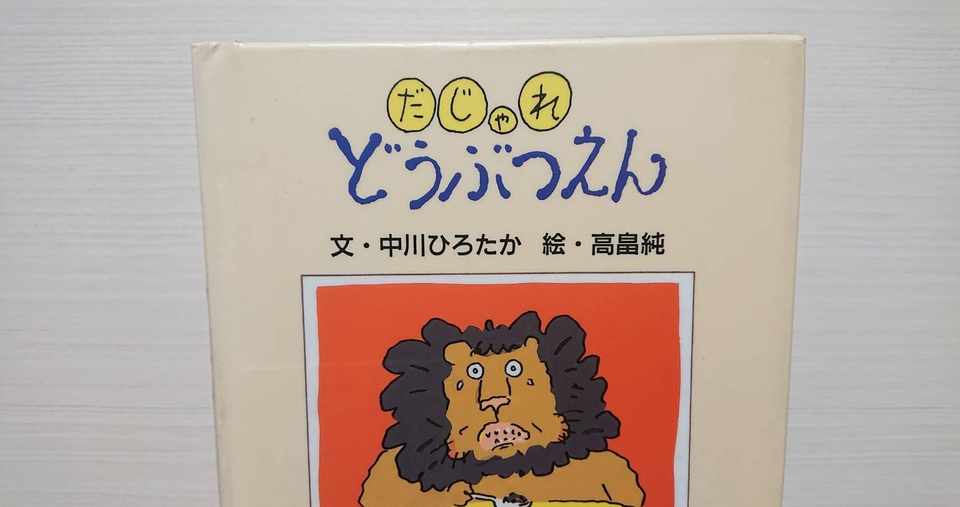 だじゃれ
どうぶつえん
文・中川ひろたか 絵・高畠純